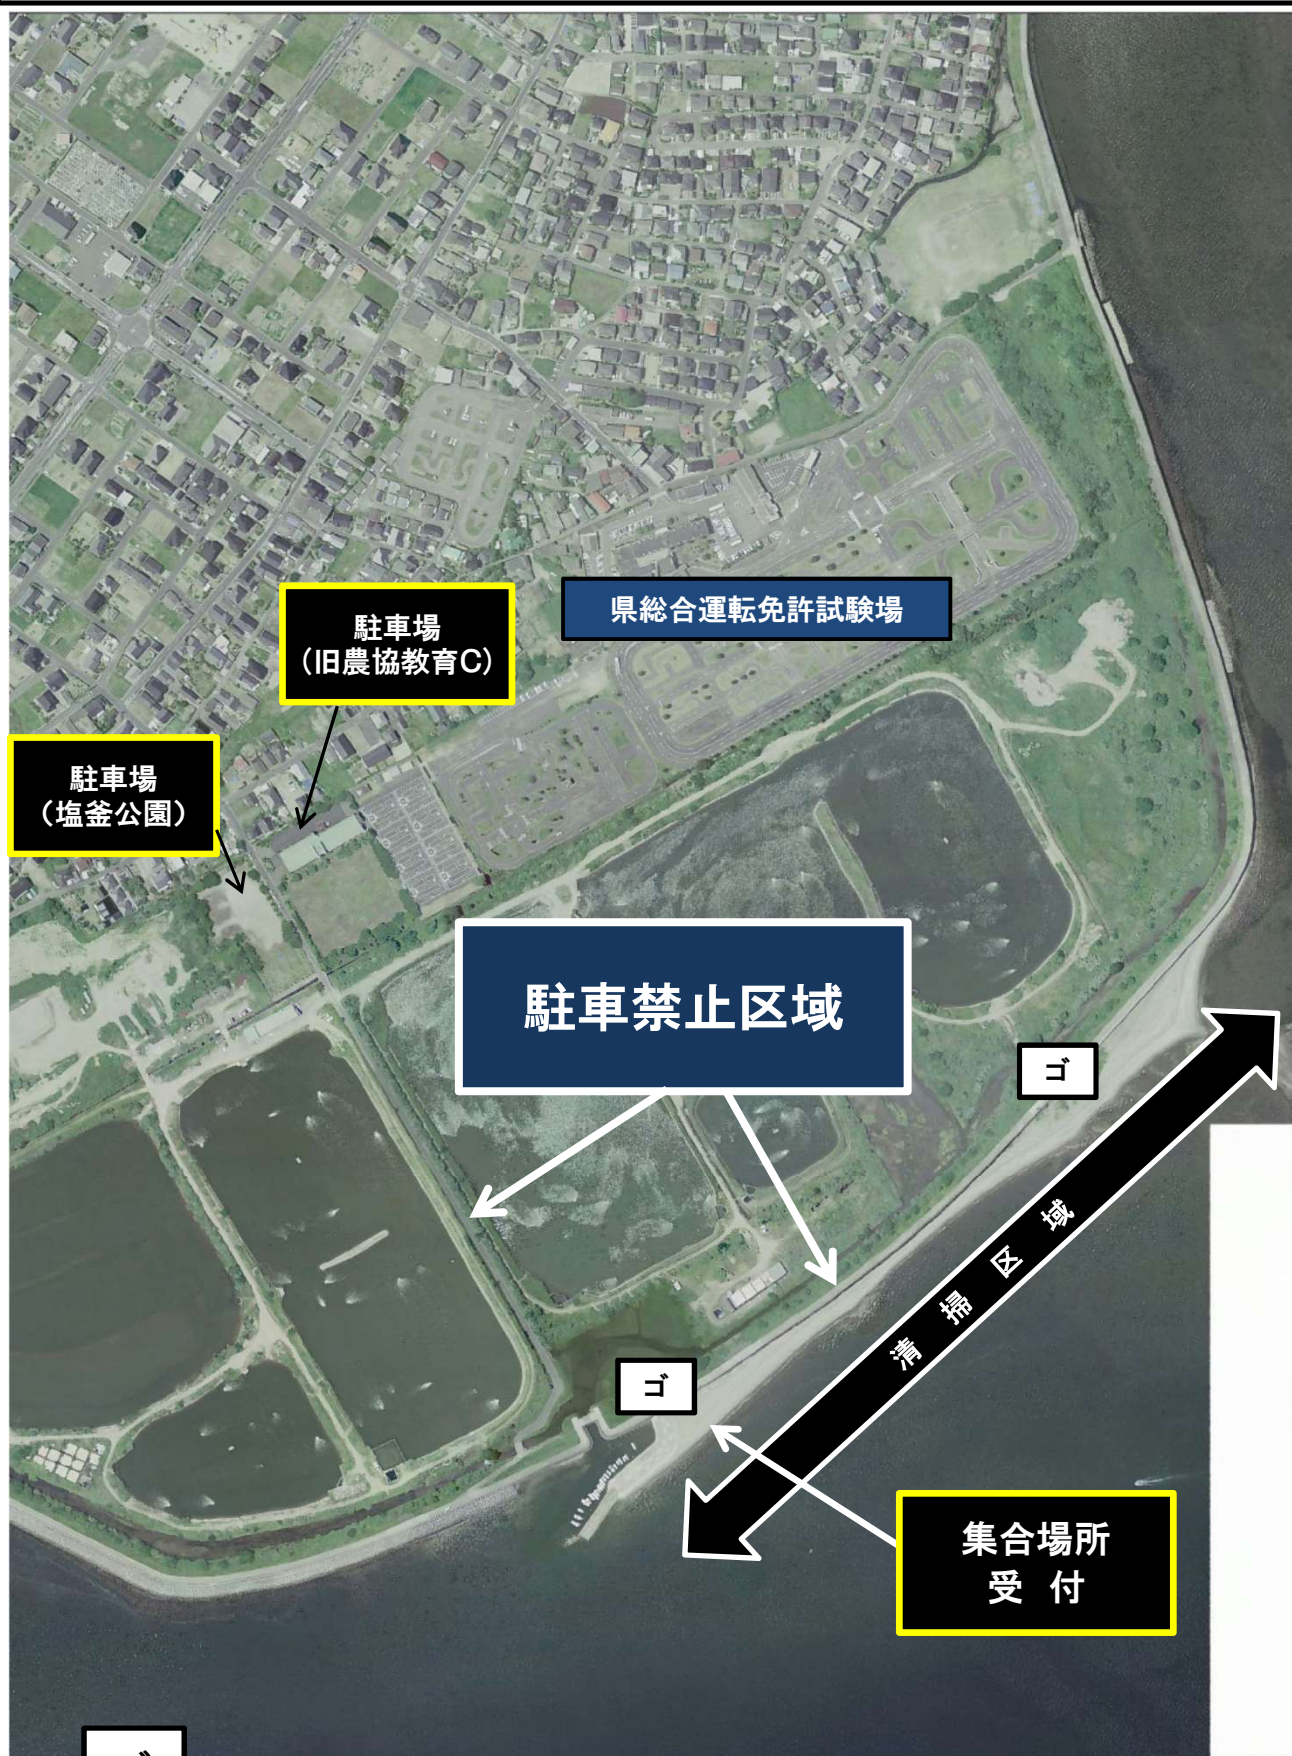 県総合運転免許試験場
駐車場
（旧農協教育C）
駐車場
（塩釜公園）
駐車禁止区域
ゴ
清掃区域
ゴ
集合場所
受 付